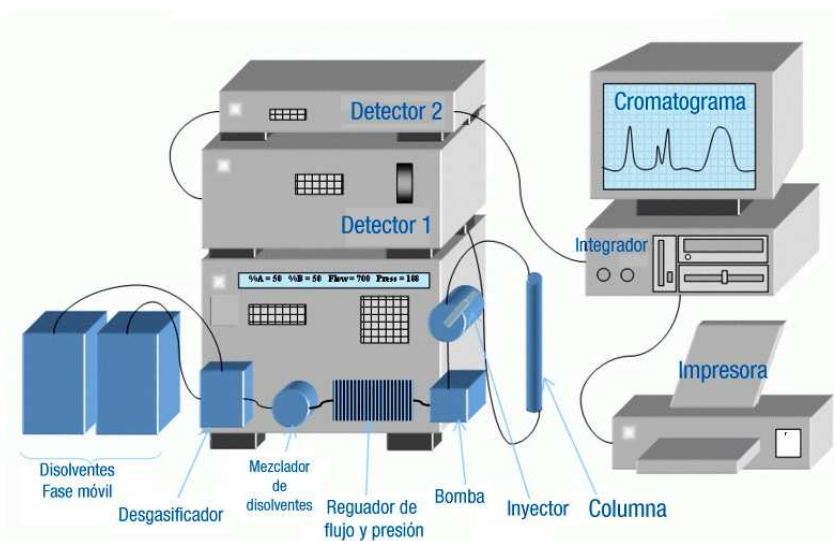 Detector 2
Cromatograma
Detector 1
Integrador
%A = 50 %B = 50 Flow = 700 Press = 188
Impresora
Disolventes
Fase móvil
Desgasificador
Mezclador
de
disolventes
Reguador de
flujo y presión
Bomba
Inyector
Columna